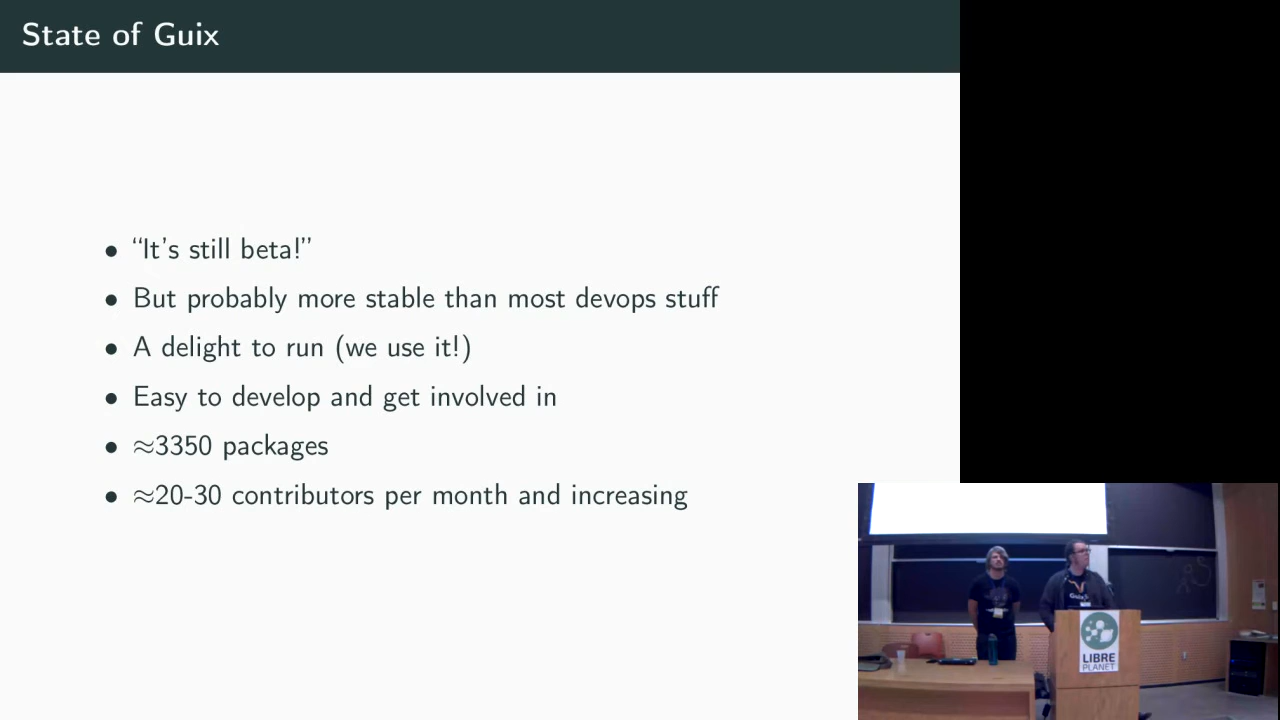 State of Guix
• “It’s still beta!”
• But probably more stable than most devops stuff
• A delight to run (we use it!)
• Easy to develop and get involved in
• ≈3350 packages
• ≈20-30 contributors per month and increasing
LIBRE
PLANET